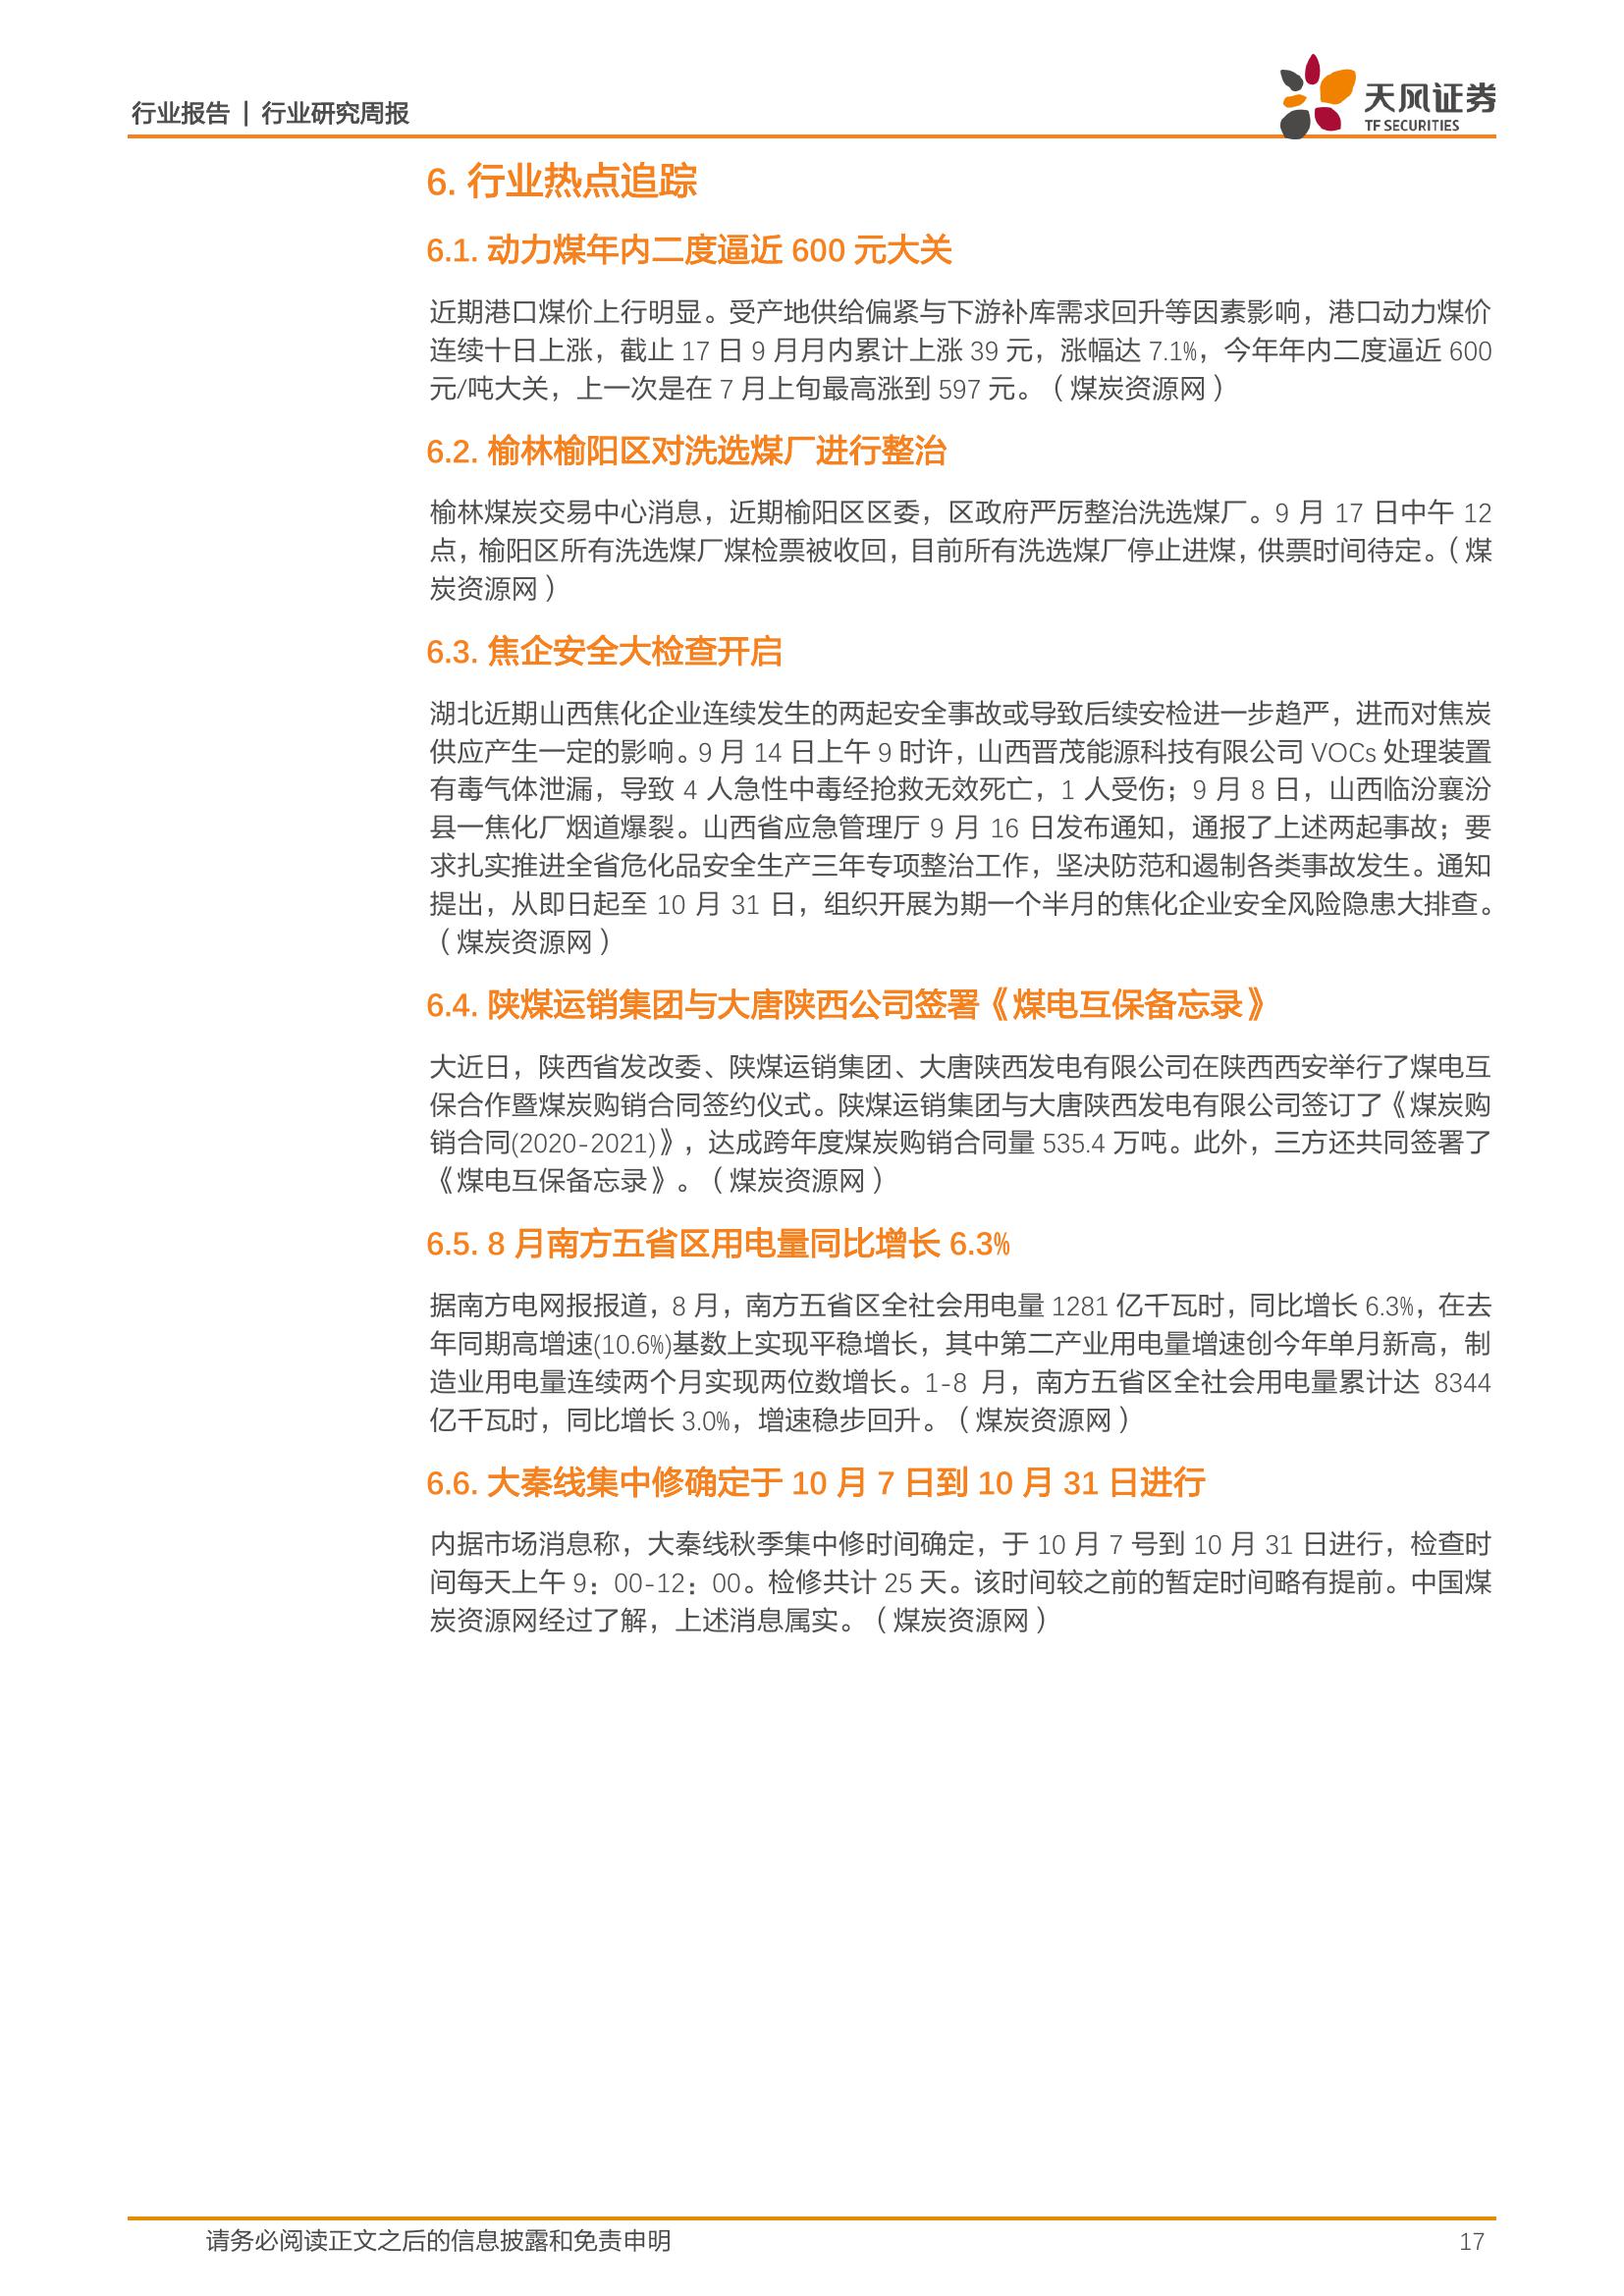 行业报告 | 行业研究周报
天风证券
TF SECURITIES
6. 行业热点追踪
6.1. 动力煤年内二度逼近 600 元大关
近期港口煤价上行明显。受产地供给偏紧与下游补库需求回升等因素影响，港口动力煤价
连续十日上涨，截止 17 日 9 月月内累计上涨 39 元，涨幅达 7.1%，今年年内二度逼近 600
元/吨大关，上一次是在 7 月上旬最高涨到 597 元。（煤炭资源网）
6.2. 榆林榆阳区对洗选煤厂进行整治
榆林煤炭交易中心消息，近期榆阳区区委，区政府严厉整治洗选煤厂。9 月 17 日中午 12
点，榆阳区所有洗选煤厂煤检票被收回，目前所有洗选煤厂停止进煤，供票时间待定。（煤
炭资源网）
6.3. 焦企安全大检查开启
湖北近期山西焦化企业连续发生的两起安全事故或导致后续安检进一步趋严，进而对焦炭
供应产生一定的影响。9 月 14 日上午 9 时许，山西晋茂能源科技有限公司 VOCs 处理装置
有毒气体泄漏，导致 4 人急性中毒经抢救无效死亡，1 人受伤；9 月 8 日，山西临汾襄汾
县一焦化厂烟道爆裂。山西省应急管理厅 9 月 16 日发布通知，通报了上述两起事故；要
求扎实推进全省危化品安全生产三年专项整治工作，坚决防范和遏制各类事故发生。通知
提出，从即日起至 10 月 31 日，组织开展为期一个半月的焦化企业安全风险隐患大排查。
（煤炭资源网）
6.4. 陕煤运销集团与大唐陕西公司签署《煤电互保备忘录》
大近日，陕西省发改委、陕煤运销集团、大唐陕西发电有限公司在陕西西安举行了煤电互
保合作暨煤炭购销合同签约仪式。陕煤运销集团与大唐陕西发电有限公司签订了《煤炭购
销合同(2020-2021)》，达成跨年度煤炭购销合同量 535.4 万吨。此外，三方还共同签署了
《煤电互保备忘录》。（煤炭资源网）
6.5. 8 月南方五省区用电量同比增长 6.3%
据南方电网报报道，8 月，南方五省区全社会用电量 1281 亿千瓦时，同比增长 6.3%，在去
年同期高增速(10.6%)基数上实现平稳增长，其中第二产业用电量增速创今年单月新高，制
造业用电量连续两个月实现两位数增长。1-8 月，南方五省区全社会用电量累计达 8344
亿千瓦时，同比增长 3.0%，增速稳步回升。（煤炭资源网）
6.6. 大秦线集中修确定于 10 月 7 日到 10 月 31 日进行
内据市场消息称，大秦线秋季集中修时间确定，于 10 月 7 号到 10 月 31 日进行，检查时
间每天上午 9：00-12：00。检修共计 25 天。该时间较之前的暂定时间略有提前。中国煤
炭资源网经过了解，上述消息属实。（煤炭资源网）
请务必阅读正文之后的信息披露和免责申明
17